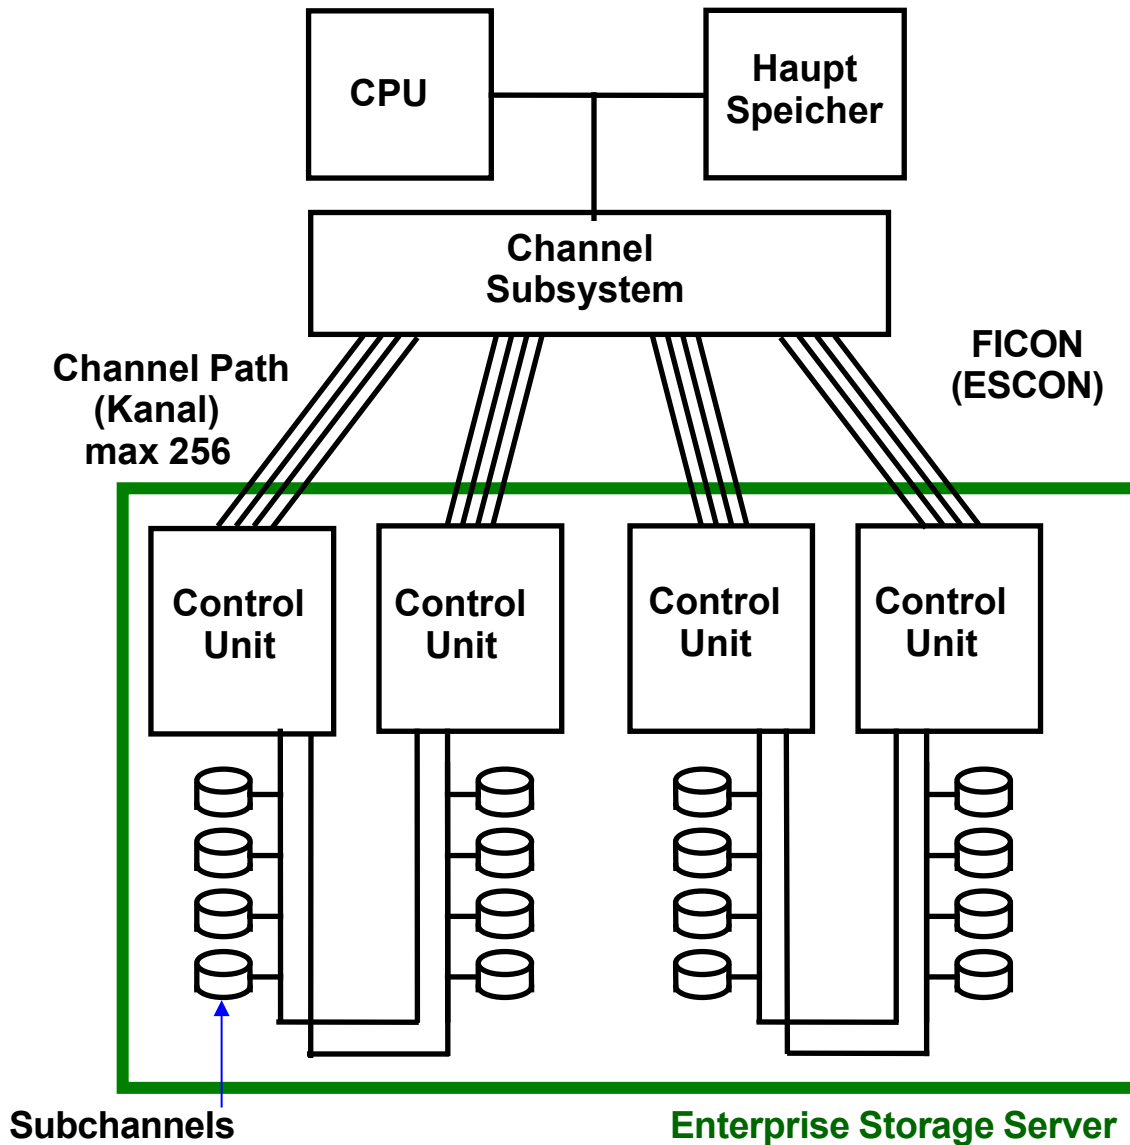 CPU
Haupt
Speicher
Channel
Subsystem
Channel Path
(Kanal)
max 256
FICON
(ESCON)
Control
Unit
Control
Unit
Control
Unit
Control
Unit
Subchannels
Enterprise Storage Server